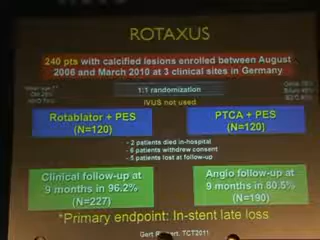 ROTAXUS
240 pts with calcified lesions enrolled between August
2006 and March 2010 at 3 clinical sites in Germany
1:1 randomization
IVUS not used
Rotablator + PES
(N=120)
PTCA + PES
(N=120)
- 2 patients died in-hospital
- 6 patients withdrew consent
- 5 patients lost at follow-up
Clinical follow-up at
9 months in 96.2%
(N=227)
Angio follow-up at
9 months in 80.5%
(N=190)
*Primary endpoint: In-stent late loss
TCT2011